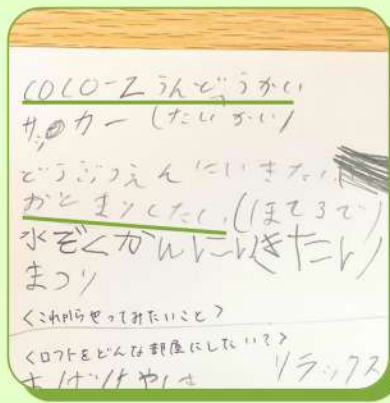 COCO-Zうんどうかい
サッカー(たいかい)
どうぶつえんにいきたい
おとまりしたい(ほてるで)
水ぞくかんにいきたい
まつり
<これからやってみたいこと>
<ロフトをどんな部屋にしたい?>
リラックス